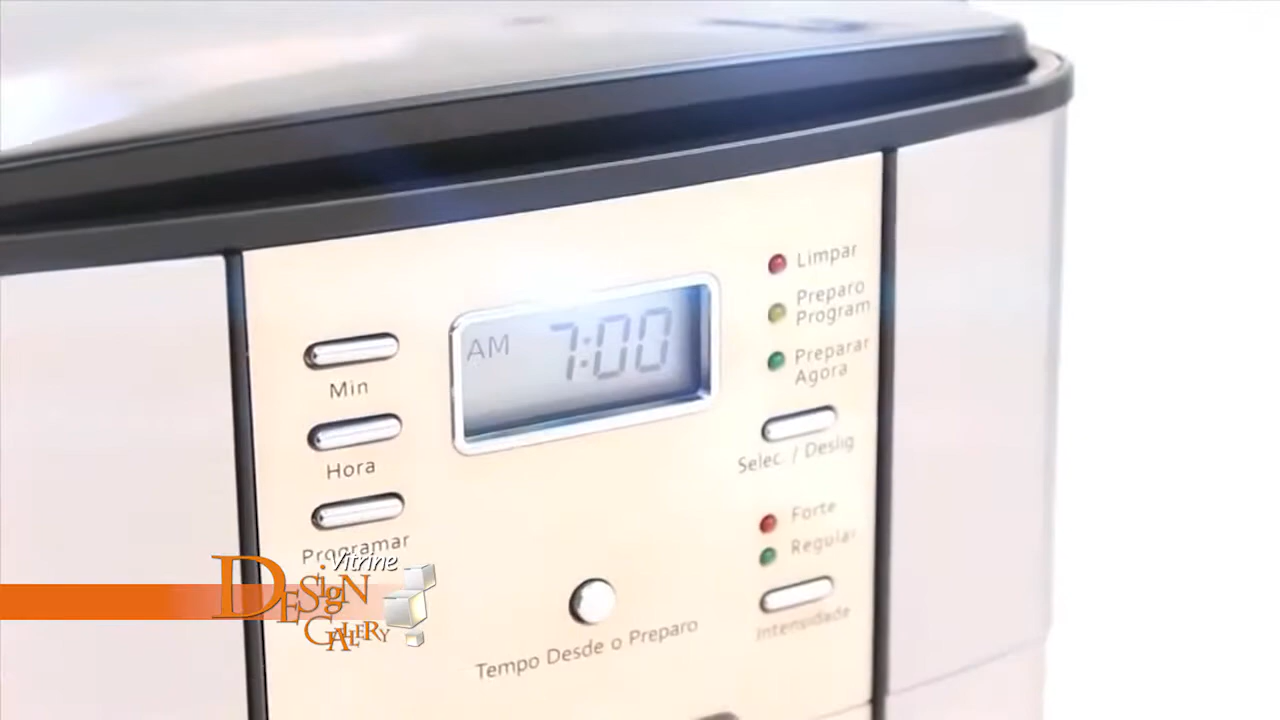 AM 7:00
Limpar
Preparo
Program
Preparar
Agora
Selec. / Deslig
Forte
Regular
Intensidade
Min
Hora
Programar
Tempo Desde o Preparo
Vitrine
DESigN
GALLERY